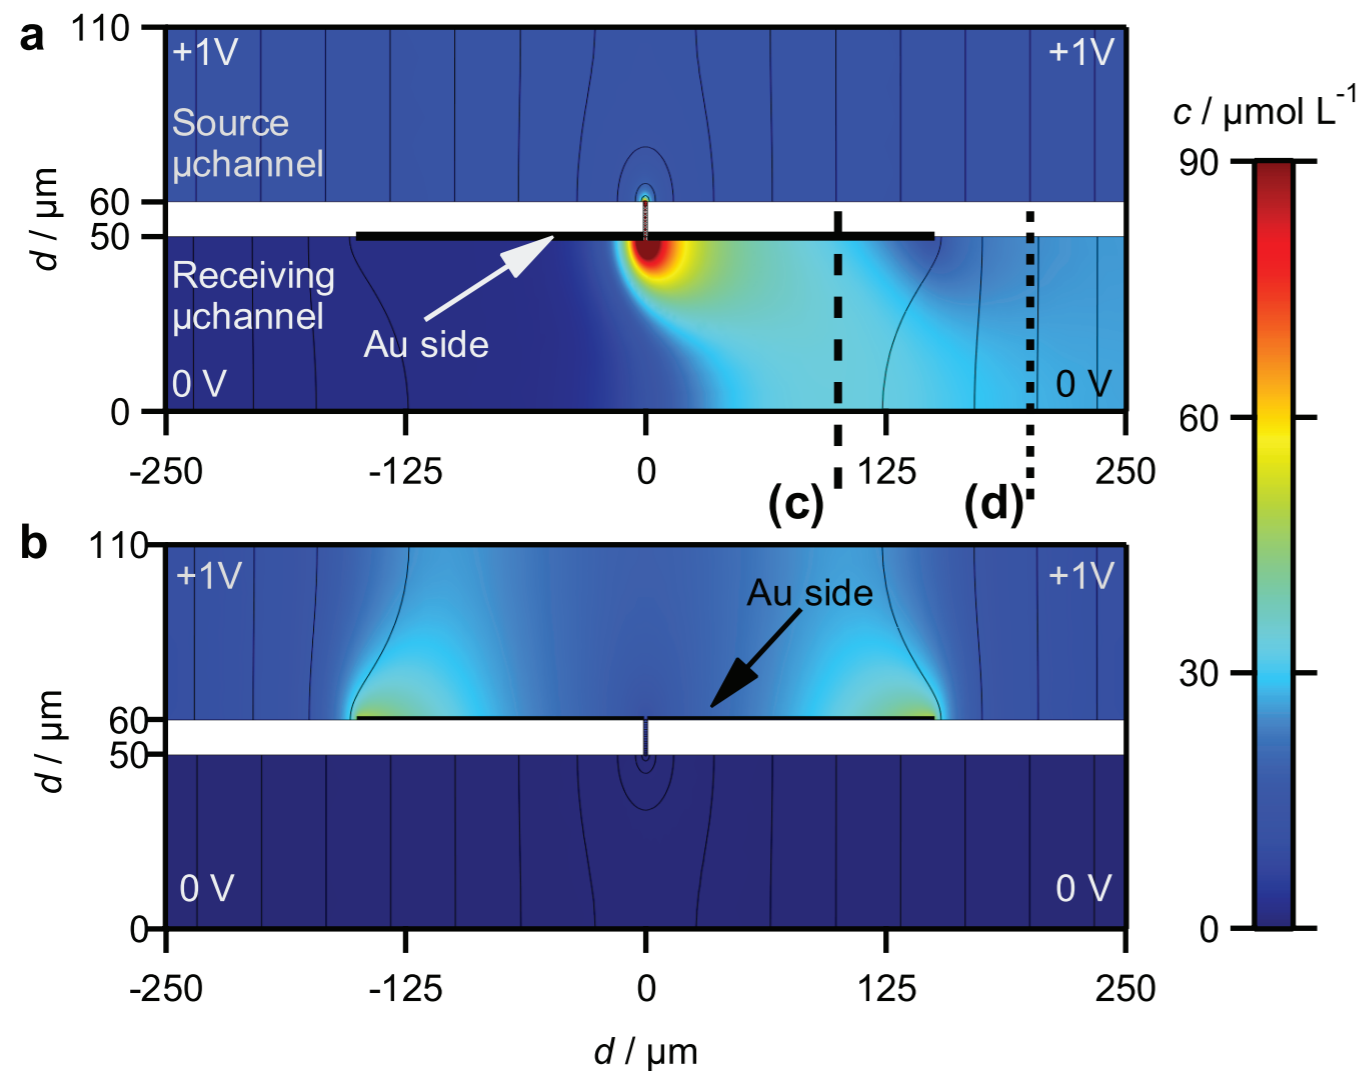 a
110
+1V
+1V
Source
µchannel
60
50
d / µm
Receiving
µchannel
Au side
0 V
0 V
0
-250
-125
0
125
250
(c)
(d)
c / µmol L-1
90
60
30
0
b
110
+1V
+1V
Au side
60
50
d / µm
0 V
0 V
0
-250
-125
0
125
250
d / µm